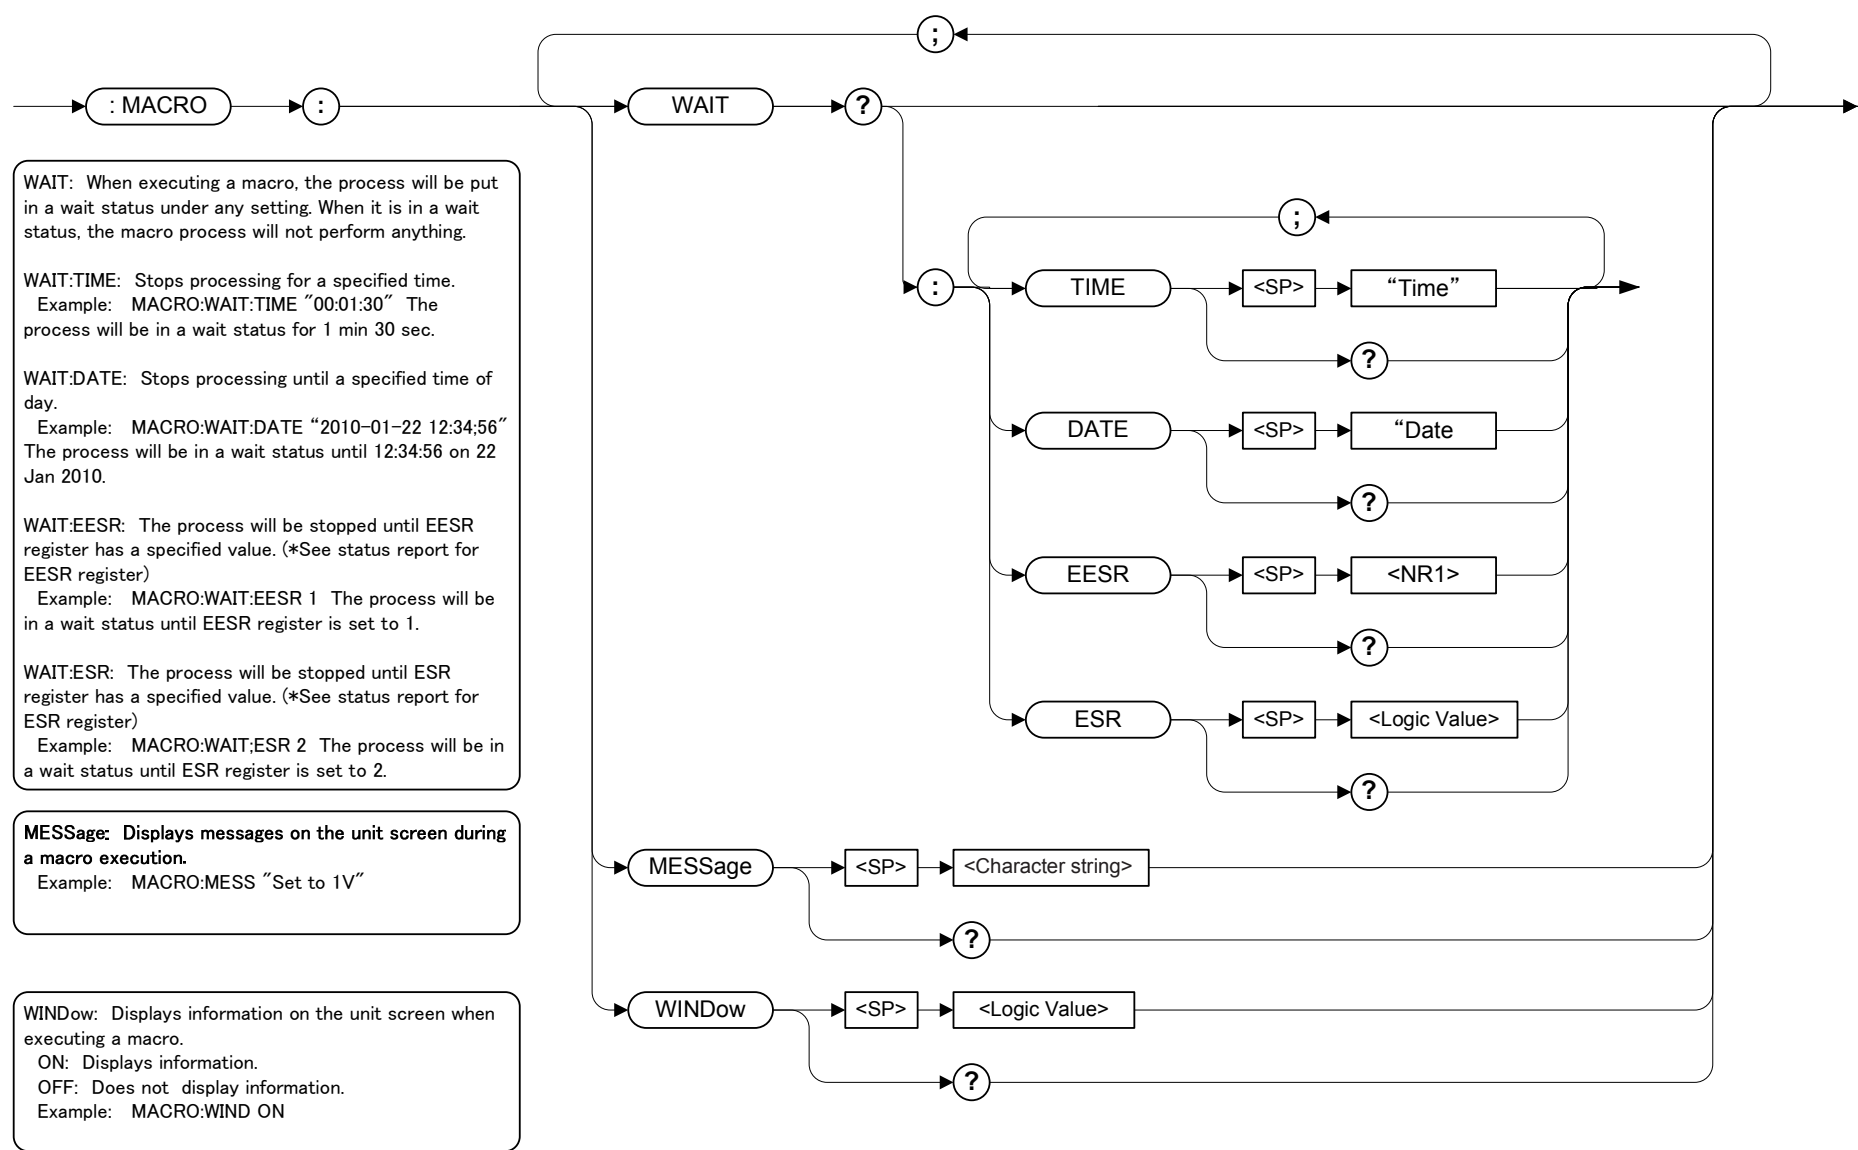 ;
: MACRO
:
WAIT
?
WAIT: When executing a macro, the process will be put
in a wait status under any setting. When it is in a wait
status, the macro process will not perform anything.
WAIT:TIME: Stops processing for a specified time.
Example: MACRO:WAIT:TIME "00:01:30" The
process will be in a wait status for 1 min 30 sec.
WAIT:DATE: Stops processing until a specified time of
day.
Example: MACRO:WAIT:DATE “2010-01-22 12:34;56"
The process will be in a wait status until 12:34:56 on 22
Jan 2010.
WAIT:EESR: The process will be stopped until EESR
register has a specified value. (*See status report for
EESR register)
Example: MACRO:WAIT:EESR 1 The process will be
in a wait status until EESR register is set to 1.
WAIT:ESR: The process will be stopped until ESR
register has a specified value. (*See status report for
ESR register)
Example: MACRO:WAIT;ESR 2 The process will be in
a wait status until ESR register is set to 2.
;
:
TIME
<SP>
“Time”
?
DATE
<SP>
“Date
?
EESR
<SP>
<NR1>
?
ESR
<SP>
<Logic Value>
?
MESSage: Displays messages on the unit screen during
a macro execution.
Example: MACRO:MESS "Set to 1V"
MESSage
<SP>
<Character string>
?
WINDow: Displays information on the unit screen when
executing a macro.
ON: Displays information.
OFF: Does not display information.
Example: MACRO:WIND ON
WINDow
<SP>
<Logic Value>
?